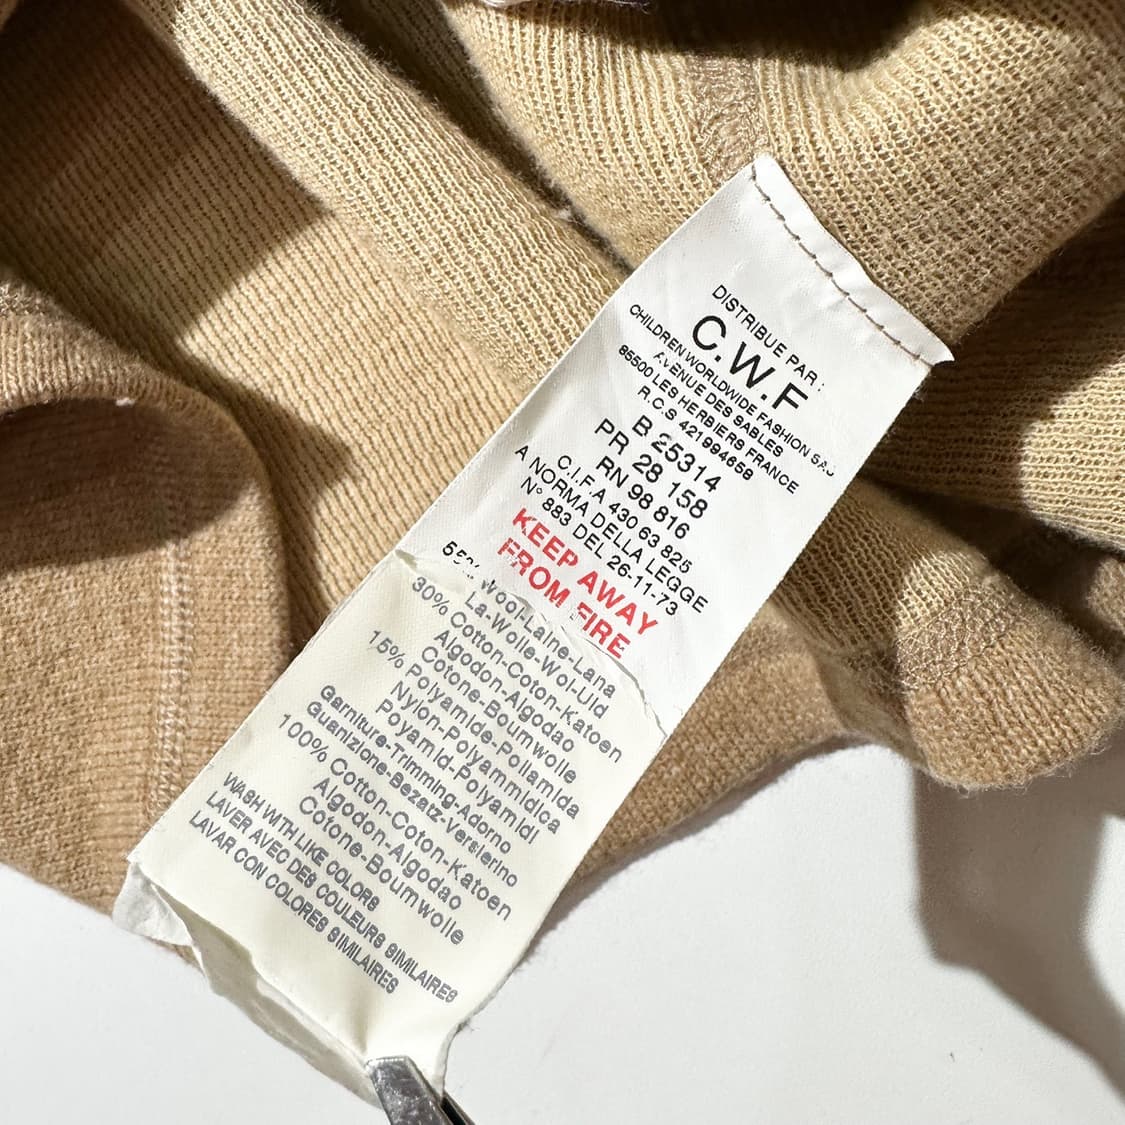 DISTRIBUE PAR :
C.W.F
CHILDREN WORLDWIDE FASHION SAS
AVENUE DES SABLES
85500 LES HERBIERS FRANCE
R.C.S 421994658
B 25314
PR 28 158
RN 98 816
C.I.F A 430 63 825
A NORMA DELLA LEGGE
N° 883 DEL 26-11-73
KEEP AWAY
FROM FIRE
55% Wool-Laine-Lana
La-Wolle-Wol-Uld
30% Cotton-Coton-Katoen
Algodon-Algodao
Cotone-Boumwolle
15% Polyamide-Poliamida
Nylon-Polyammidica
Polyamid-Polyamidi
Garniture-Trimming-Adorno
Guanizione-Bezatz-Versierino
100% Cotton-Coton-Katoen
Algodon-Algodao
Cotone-Boumwolle
WASH WTH LIKE COLORS
LAVER AVEC DES COULEURS SIMILAIRES
LAVAR CON COLORES SIMILAIRES